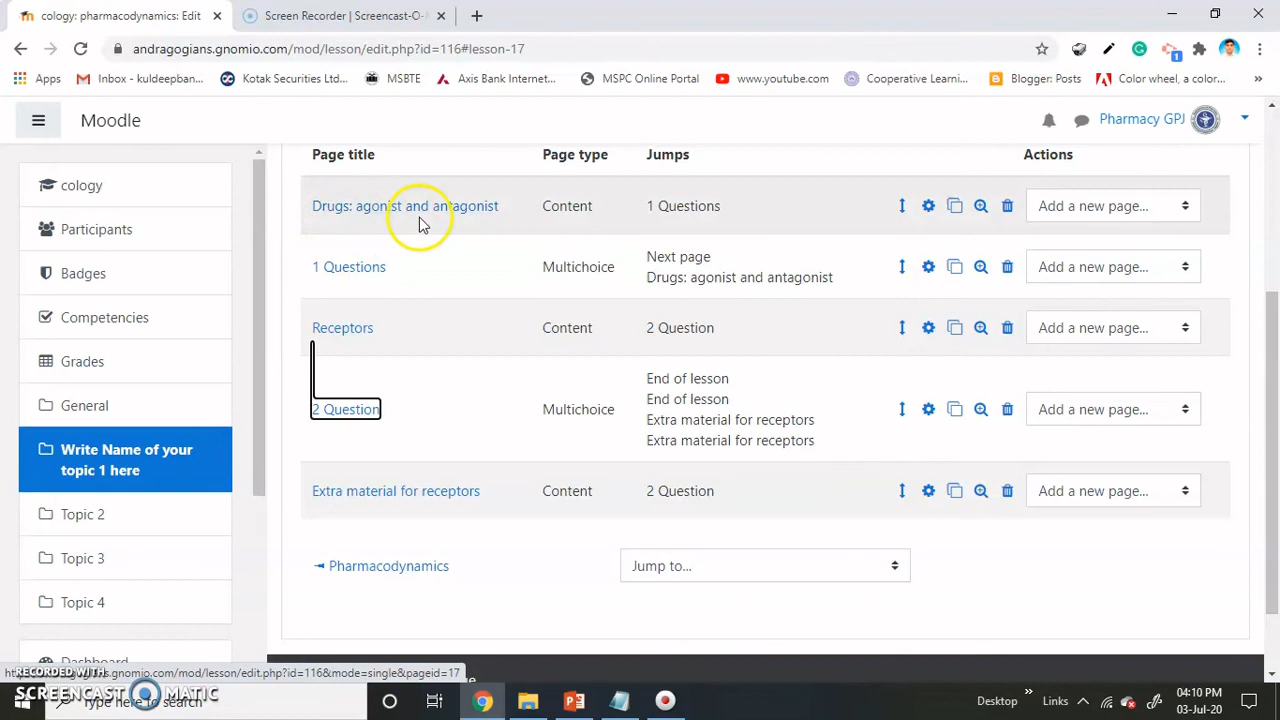 cology: pharmacodynamics: Edit
Screen Recorder | Screencast-O-M
andragogians.gnomio.com/mod/lesson/edit.php?id=116#lesson-17
1
Apps
Inbox - kuldeepban...
Kotak Securities Ltd...
MSBTE
Axis Bank Internet...
MSPC Online Portal
www.youtube.com
Cooperative Learni...
Blogger: Posts
Color wheel, a color...
»
Moodle
Pharmacy GPJ
cology
Participants
Badges
Competencies
Grades
General
Write Name of your
topic 1 here
Topic 2
Topic 3
Topic 4
Dashboard
Page title Page type Jumps Actions
Drugs: agonist and antagonist Content 1 Questions Add a new page...
1 Questions Multichoice Next page Add a new page...
Drugs: agonist and antagonist
Receptors Content 2 Question Add a new page...
2 Question Multichoice End of lesson Add a new page...
End of lesson
Extra material for receptors
Extra material for receptors
Extra material for receptors Content 2 Question Add a new page...
◄ Pharmacodynamics Jump to...
.gnomio.com/mod/lesson/edit.php?id=116&mode=single&pageid=17
RECORDED WITH
SCREENCAST MATIC
Type here to search
Desktop » Links
04:10 PM
03-Jul-20